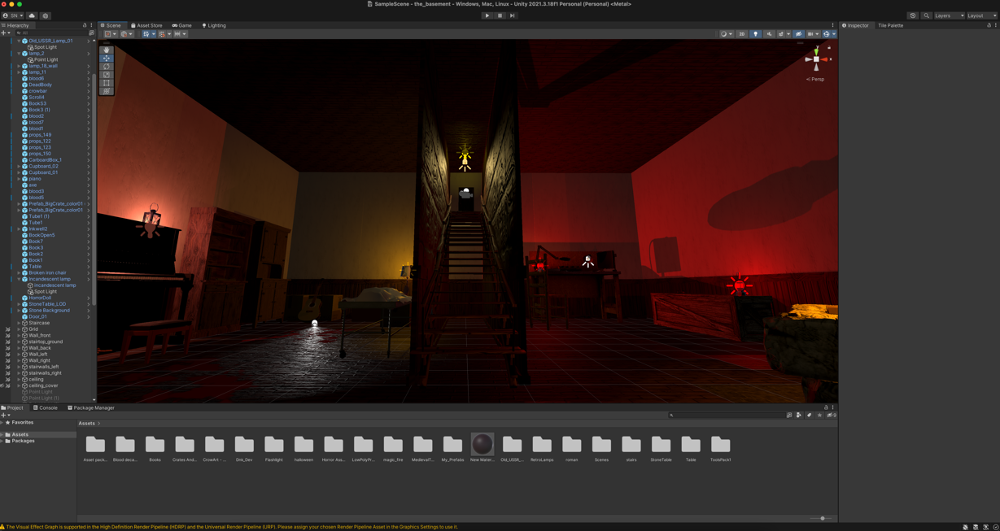 SampleScene - the_basement - Windows, Mac, Linux - Unity 2021.3.18f1 Personal (Personal) <Metal>
SN
Layers
Layout
Hierarchy
Scene
Asset Store
Game
Lighting
Inspector
Tile Palette
All
2D
Old_USSR_Lamp_01
Spot Light
lamp_2
Point Light
lamp_18_wall
lamp_11
blood6
DeadBody
crowbar
Scroll4
BookS3
Book3 (1)
blood2
blood7
blood1
props_149
props_122
props_123
props_150
CarboardBox_1
Cupboard_02
Cupboard_01
piano
axe
blood3
blood5
Prefab_BigCrate_color01
Prefab_BigCrate_color01
Tube1 (1)
Tube1
Inkwell2
BookOpen5
Book7
Book3
Book2
Book1
Table
Broken iron chair
Incandescent lamp
incandescent lamp
Spot Light
HorrorDoll
StoneTable_LOD
Stone Background
Door_01
Staircase
Grid
Wall_front
stairtop_ground
Wall_back
Wall_left
Wall_right
stairwalls_left
stairwalls_right
ceiling
ceiling_cover
Point Light
Point Light (1)
y
x
< Persp
Project
Console
Package Manager
9
Favorites
Assets
Packages
Assets >
Asset pack...
Blood deca...
Books
Crates And...
CrowArt - ...
Dnk_Dev
Flashlight
halloween
Horror Ass...
LowPolyPr...
magic_fire
MedievalT...
My_Prefabs
New Mater...
Old_USSR_...
RetroLamps
roman
Scenes
stairs
StoneTable
Table
ToolsPack1
The Visual Effect Graph is supported in the High Definition Render Pipeline (HDRP) and the Universal Render Pipeline (URP). Please assign your chosen Render Pipeline Asset in the Graphics Settings to use it.